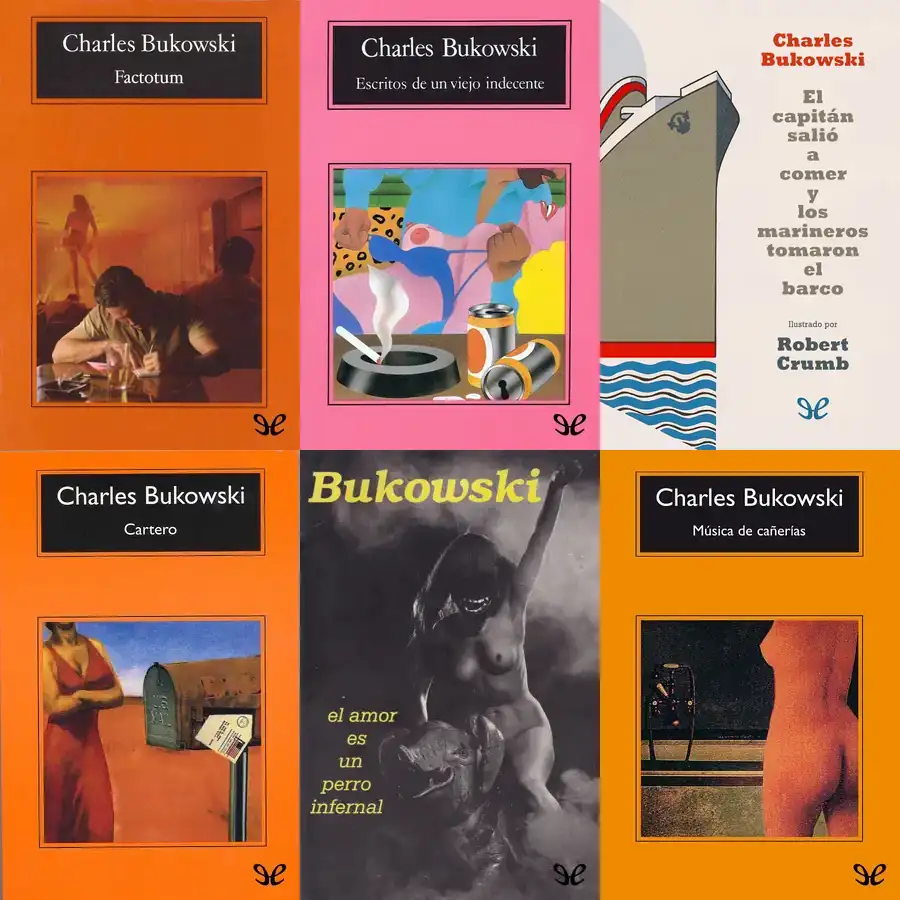 Charles Bukowski
Factotum
Charles Bukowski
Escritos de un viejo indecente
Charles
Bukowski
El
capitán
salió
a
comer
y
los
marineros
tomaron
el
barco
Ilustrado por
Robert
Crumb
Charles Bukowski
Cartero
Bukowski
el amor
es
un
perro
infernal
Charles Bukowski
Música de cañerías